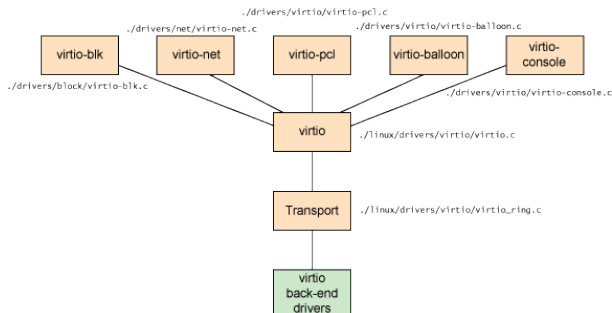 ./drivers/virtio/virtio-pcl.c
./drivers/net/virtio-net.c
./drivers/virtio/virtio-balloon.c
virtio-blk
virtio-net
virtio-pcl
virtio-balloon
virtio-
console
./drivers/block/virtio-blk.c
./drivers/virtio/virtio-console.c
virtio
./linux/drivers/virtio/virtio.c
Transport
./linux/drivers/virtio/virtio_ring.c
virtio
back-end
drivers